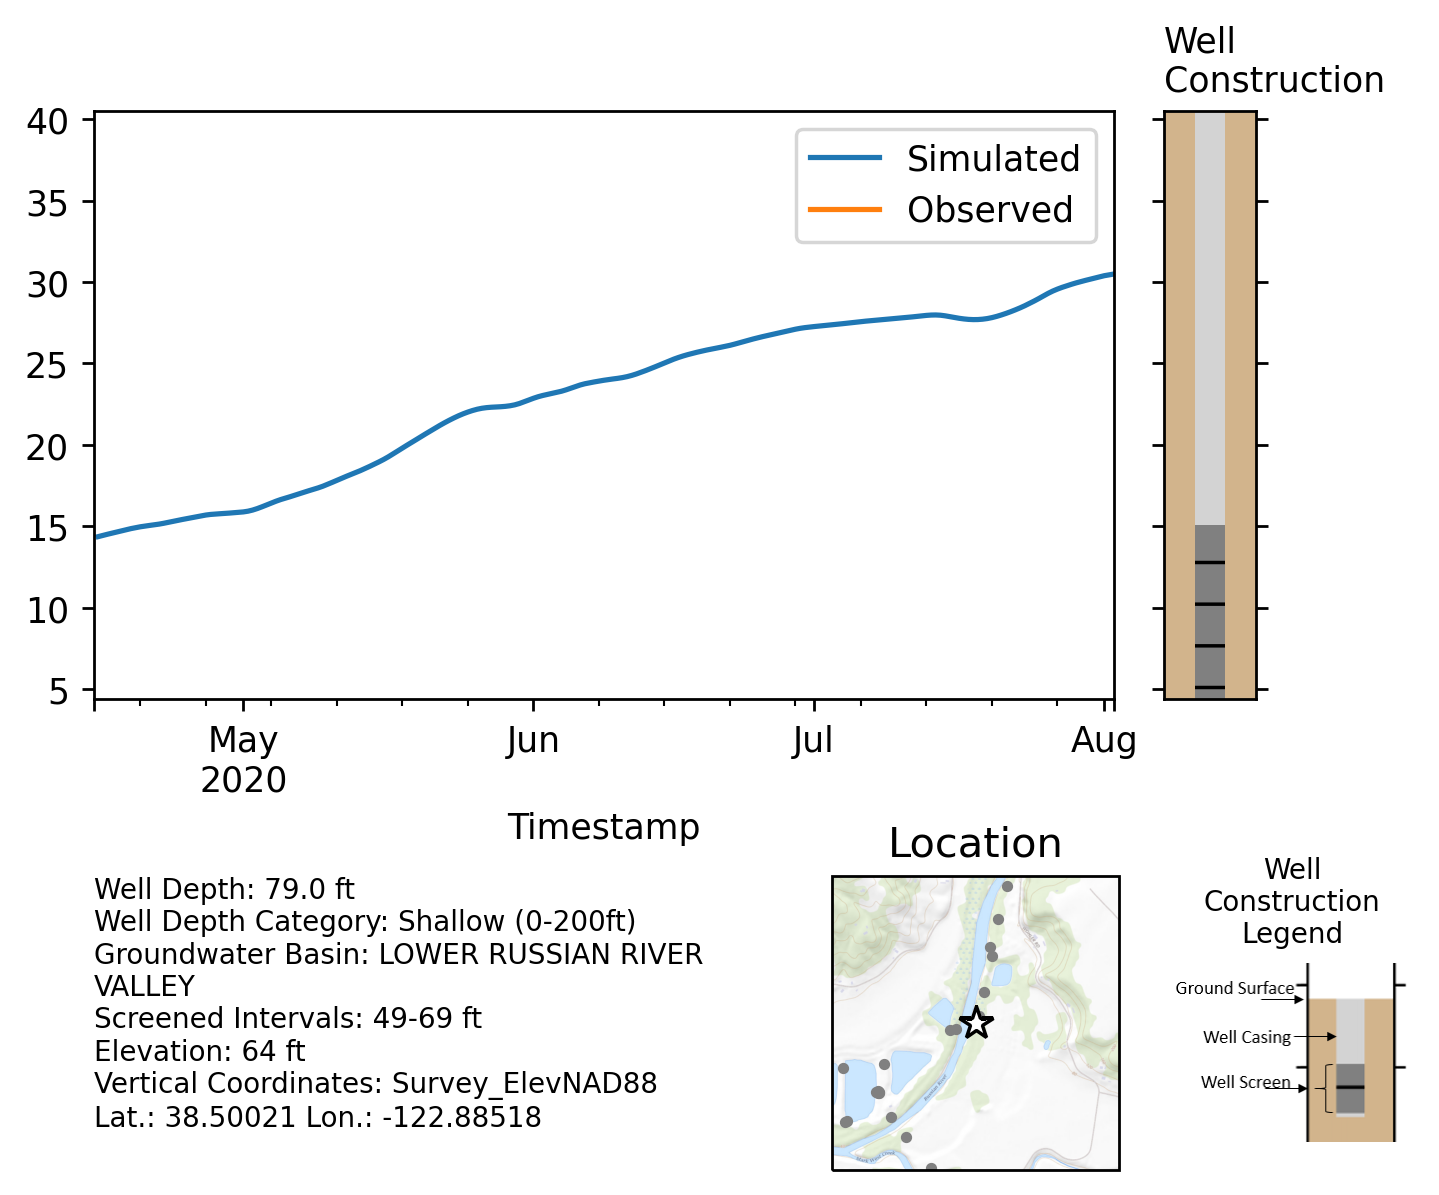 Well
Construction
40
35
30
25
20
15
10
5
Simulated
Observed
May
2020
Jun
Jul
Aug
Timestamp
Well Depth: 79.0 ft
Well Depth Category: Shallow (0-200ft)
Groundwater Basin: LOWER RUSSIAN RIVER
VALLEY
Screened Intervals: 49-69 ft
Elevation: 64 ft
Vertical Coordinates: Survey_ElevNAD88
Lat.: 38.50021 Lon.: -122.88518
Location
Well
Construction
Legend
Ground Surface
Well Casing
Well Screen